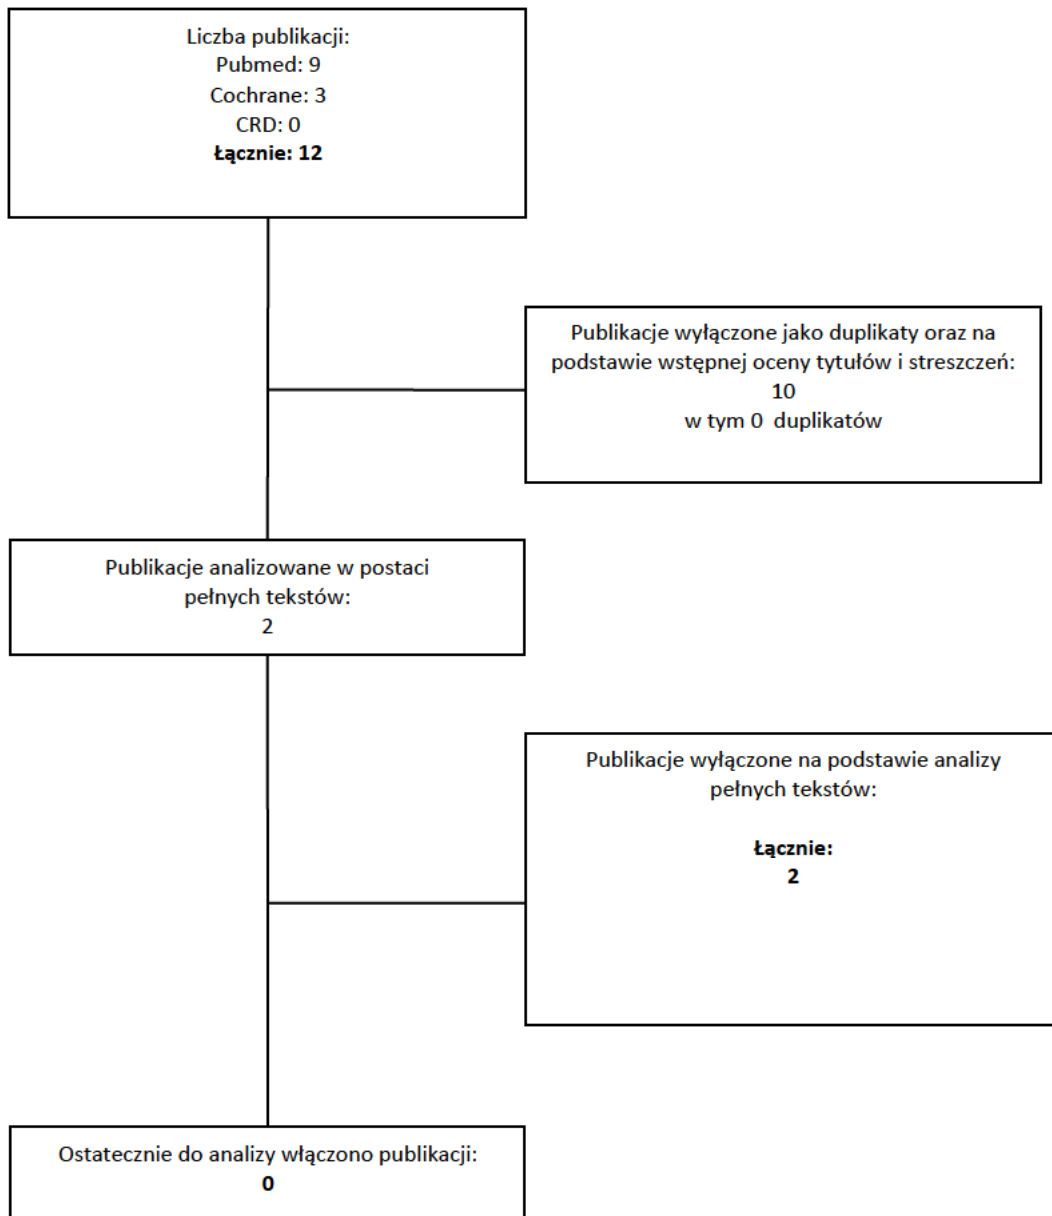 Liczba publikacji:
Pubmed: 9
Cochrane: 3
CRD: 0
Łącznie: 12
Publikacje wyłączone jako duplikaty oraz na
podstawie wstępnej oceny tytułów i streszczeń:
10
w tym 0 duplikatów
Publikacje analizowane w postaci
pełnych tekstów:
2
Publikacje wyłączone na podstawie analizy
pełnych tekstów:
Łącznie:
2
Ostatecznie do analizy włączono publikacji:
0